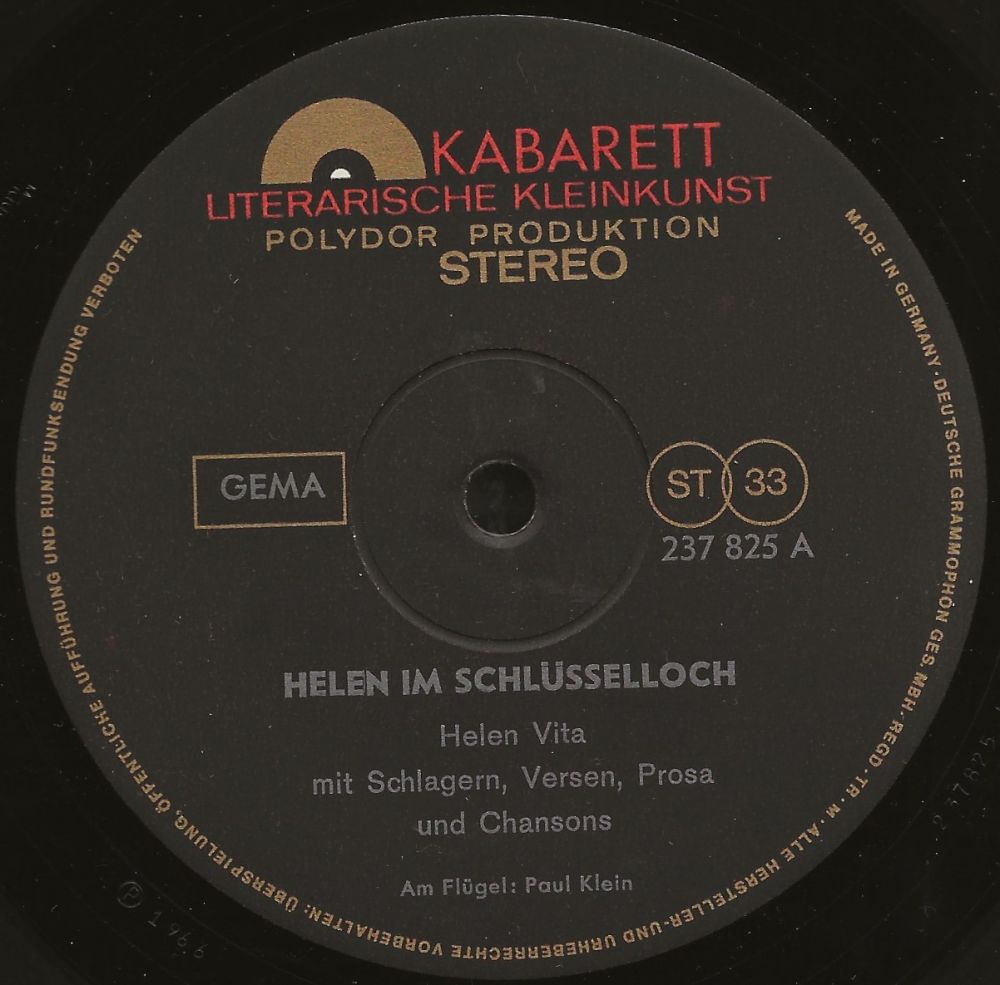 KABARETT
LITERARISCHE KLEINKUNST
POLYDOR PRODUKTION
STEREO
GEMA
ST 33
237 825 A
HELEN IM SCHLÜSSELLOCH
Helen Vita
mit Schlagern, Versen, Prosa
und Chansons
Am Flügel: Paul Klein
MADE IN GERMANY · DEUTSCHE GRAMMOPHON GES. MBH · REGD · TR · M · ALLE HERSTELLER- UND URHEBERRECHTE VORBEHALTEN; ÜBERSPIELUNG, ÖFFENTLICHE AUFFÜHRUNG UND RUNDFUNKSENDUNG VERBOTEN
℗ 1966
237825